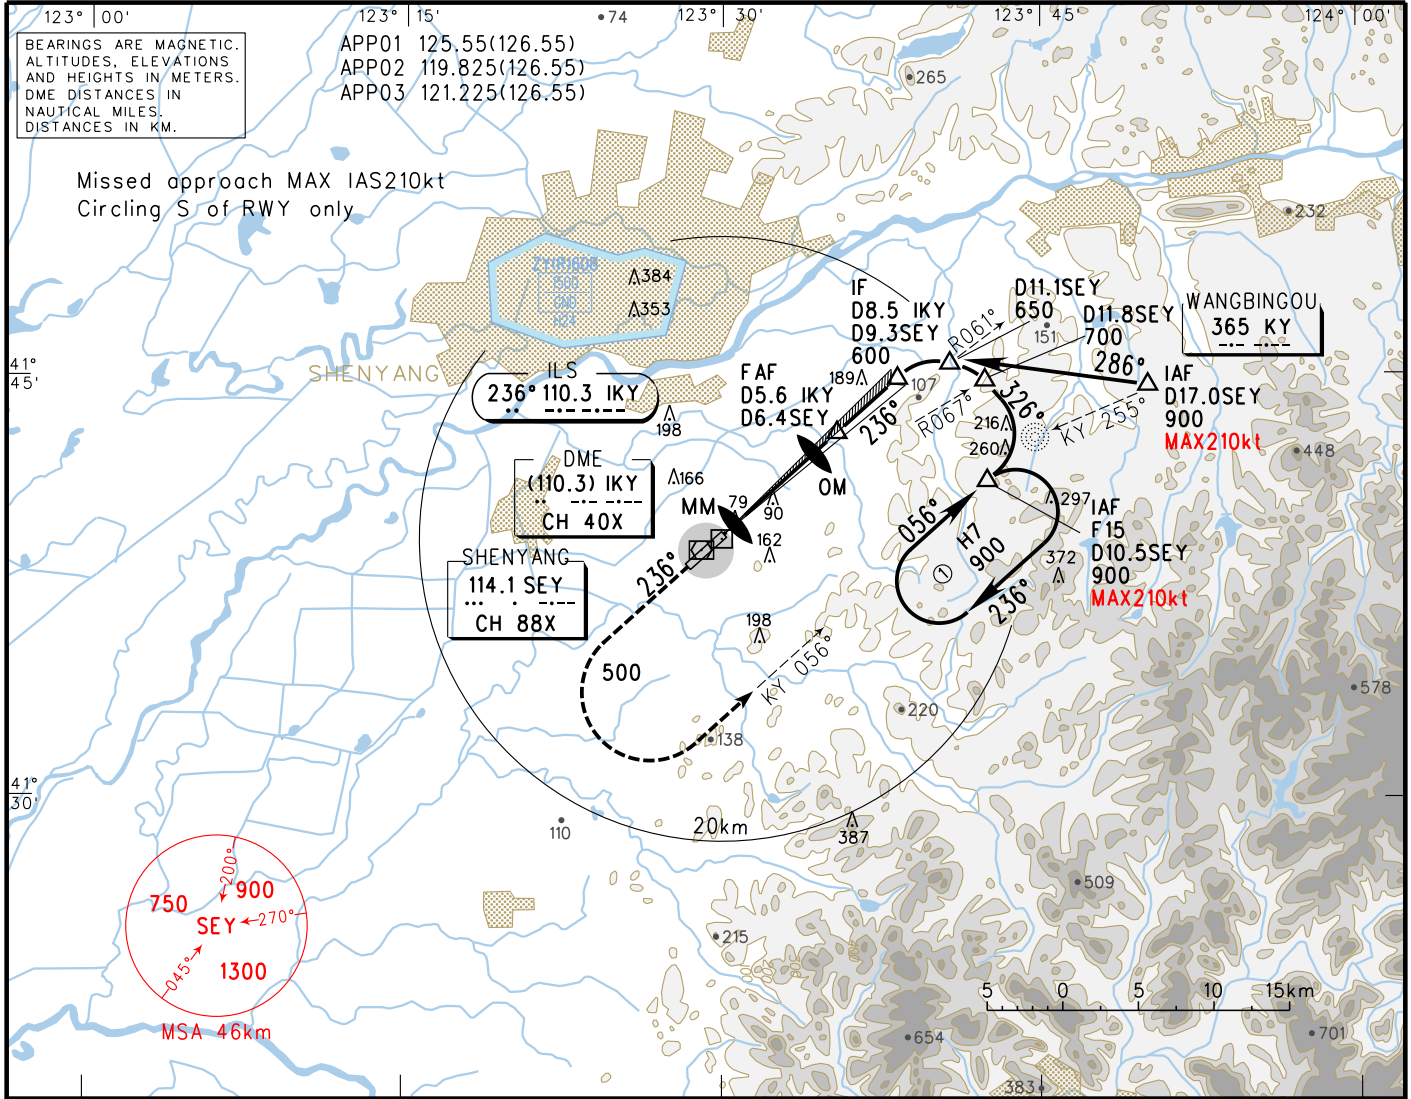 123° 00'
123° 15'
123° 30'
123° 45'
124° 00'
74
BEARINGS ARE MAGNETIC.
ALTITUDES, ELEVATIONS
AND HEIGHTS IN METERS.
DME DISTANCES IN
NAUTICAL MILES.
DISTANCES IN KM.
APP01 125.55(126.55)
APP02 119.825(126.55)
APP03 121.225(126.55)
Missed approach MAX IAS210kt
Circling S of RWY only
265
232
ZY(R)608
1500
GND
H24
384
353
IF
D8.5 IKY
D9.3SEY
600
D11.1SEY
650
151
D11.8SEY
700
WANGBINGOU
365 KY
R061°
286°
IAF
D17.0SEY
900
MAX210kt
41°
45'
SHENYANG
ILS
236° 110.3 IKY
198
FAF
D5.6 IKY
D6.4SEY
189
107
236°
R067°
326°
216
260
KY 255°
448
DME
(110.3) IKY
CH 40X
166
79
90
MM
OM
162
297
IAF
F15
D10.5SEY
900
MAX210kt
056°
H7
900
1
236°
372
SHENYANG
114.1 SEY
CH 88X
236°
198
500
KY 056°
220
138
578
41°
30'
110
20km
387
200°
750
900
SEY
270°
045°
1300
MSA 46km
509
215
5 0 5 10 15km
654
701
383